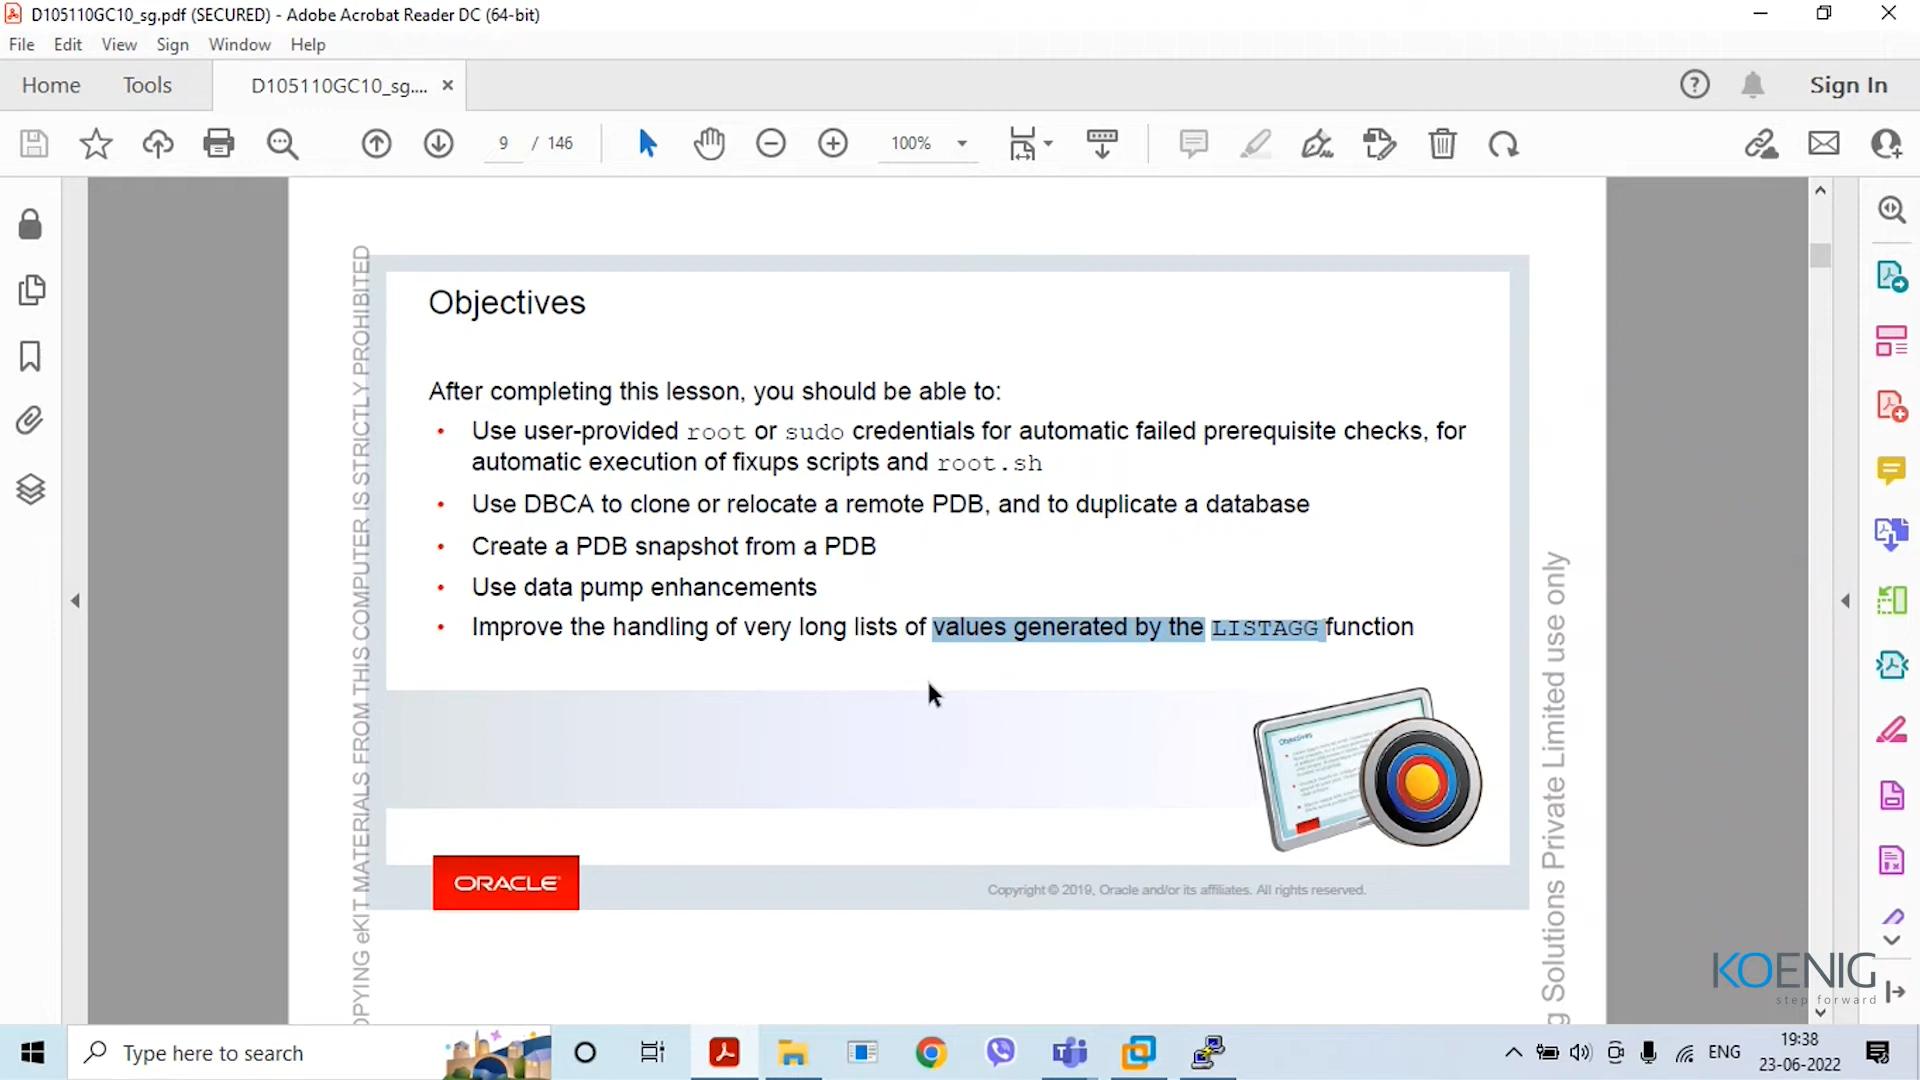 D105110GC10_sg.pdf (SECURED) - Adobe Acrobat Reader DC (64-bit)
File Edit View Sign Window Help
Home Tools D105110GC10_sg.... × Sign In
9 / 146 100%
Objectives
After completing this lesson, you should be able to:
• Use user-provided root or sudo credentials for automatic failed prerequisite checks, for
automatic execution of fixups scripts and root.sh
• Use DBCA to clone or relocate a remote PDB, and to duplicate a database
• Create a PDB snapshot from a PDB
• Use data pump enhancements
• Improve the handling of very long lists of values generated by the LISTAGG function
Objectives
ORACLE
Copyright © 2019, Oracle and/or its affiliates. All rights reserved.
OPYING eKIT MATERIALS FROM THIS COMPUTER IS STRICTLY PROHIBITED
Solutions Private Limited use only
KOENIG
step forward
Type here to search
ENG
19:38
23-06-2022